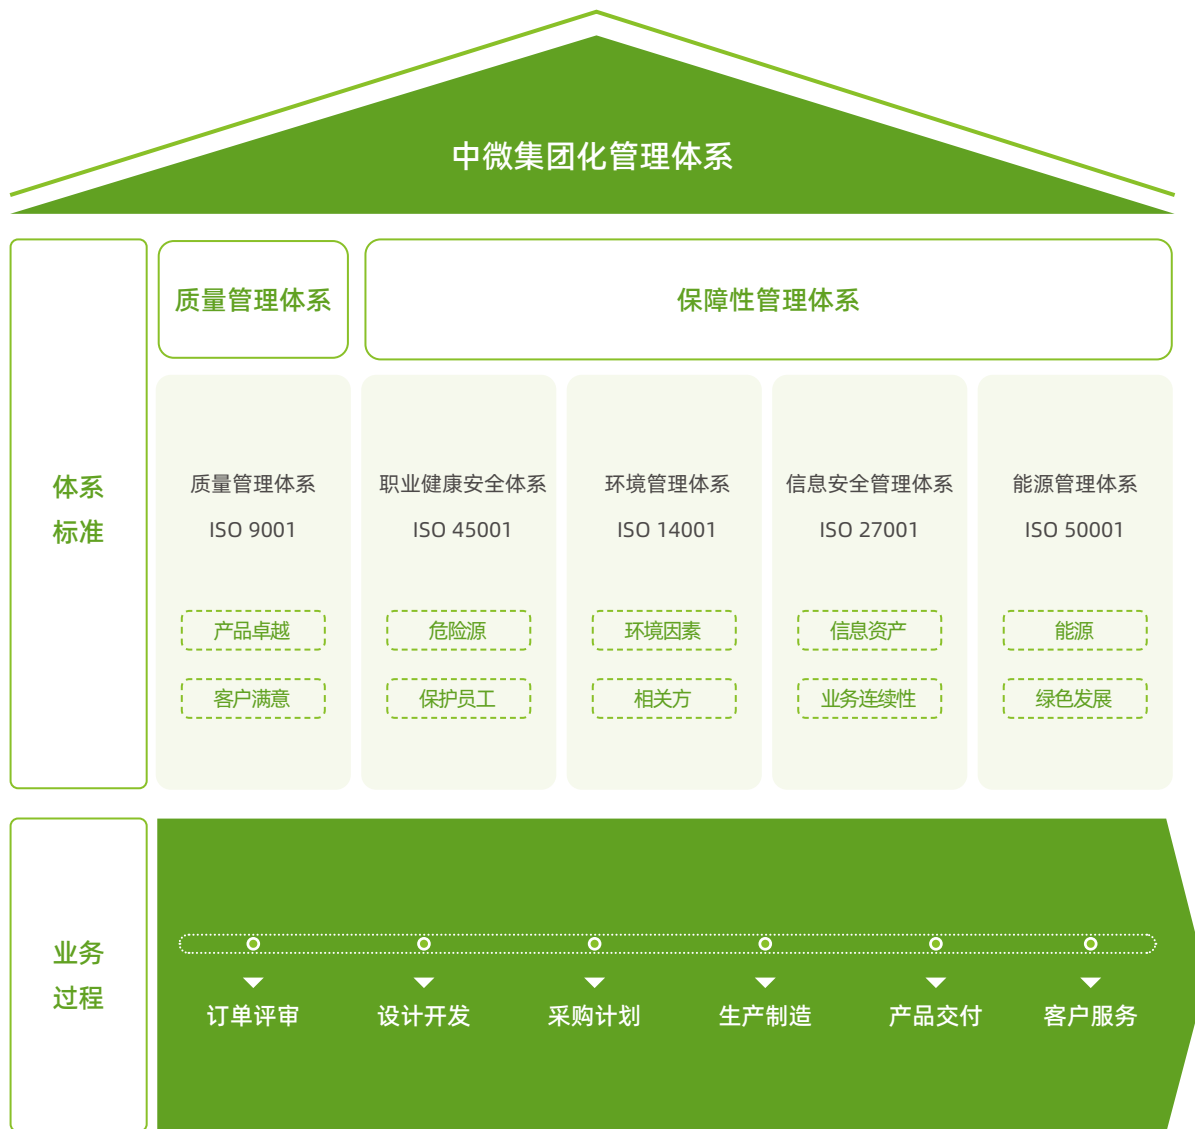 中微集团化管理体系
质量管理体系
保障性管理体系
体系
标准
质量管理体系
ISO 9001
产品卓越
客户满意
职业健康安全体系
ISO 45001
危险源
保护员工
环境管理体系
ISO 14001
环境因素
相关方
信息安全管理体系
ISO 27001
信息资产
业务连续性
能源管理体系
ISO 50001
能源
绿色发展
业务
过程
订单评审
设计开发
采购计划
生产制造
产品交付
客户服务